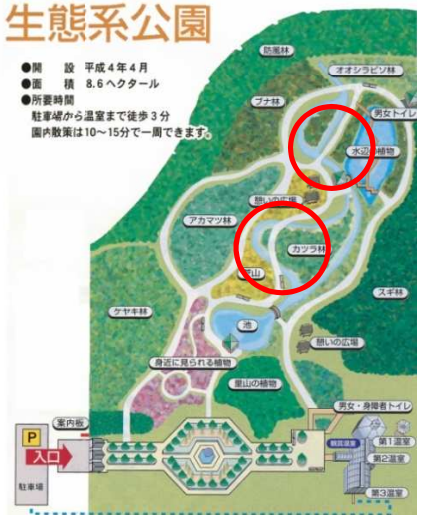 生態系公園
●開　設　平成４年４月
●面　積　8.6ヘクタール
●所要時間
駐車場から温室まで徒歩３分
園内散策は10〜15分で一周できます。
防風林
オオシラビソ林
ブナ林
男女トイレ
水辺の植物
憩いの広場
アカマツ林
カツラ林
里山
スギ林
ケヤキ林
池
憩いの広場
身近に見られる植物
里山の植物
男女・身障者トイレ
案内板
P
入口
駐車場
観賞温室
第1温室
第2温室
第3温室